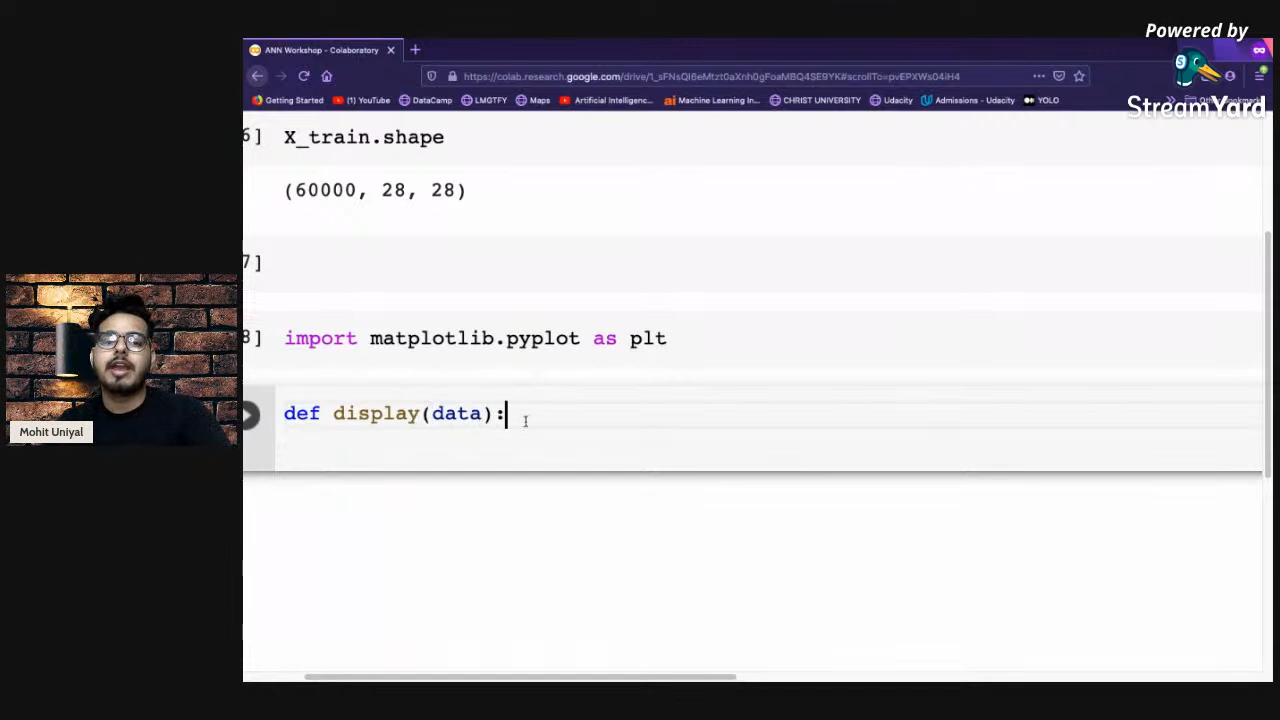 Powered by
StreamYard
ANN Workshop - Colaboratory
https://colab.research.google.com/drive/1_sFNsQI6eMtzt0aXnh0gFoaMBQ4SE9YK#scrollTo=pvEPXWs04iH4
Getting Started (1) YouTube DataCamp LMGTFY Maps Artificial Intelligenc... Machine Learning In... CHRIST UNIVERSITY Udacity Admissions - Udacity YOLO
6] X_train.shape
(60000, 28, 28)
7]
8] import matplotlib.pyplot as plt
def display(data):
Mohit Uniyal